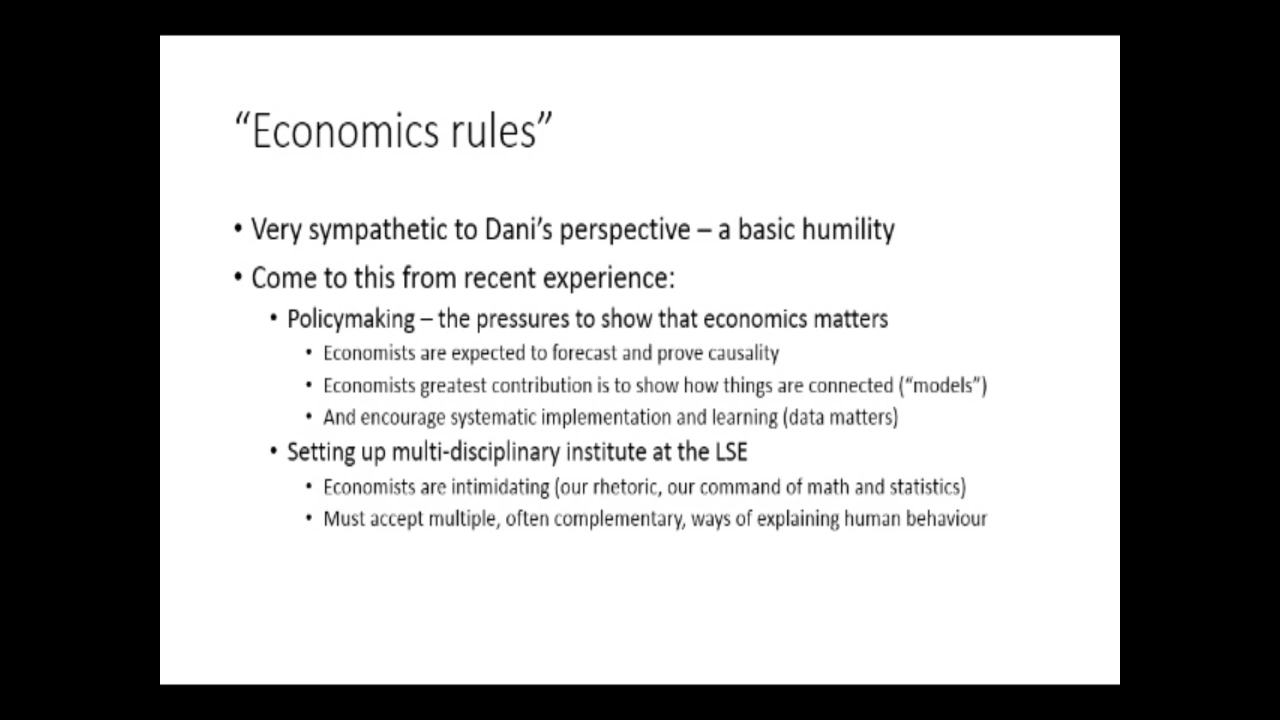 “Economics rules”
• Very sympathetic to Dani’s perspective – a basic humility
• Come to this from recent experience:
• Policymaking – the pressures to show that economics matters
• Economists are expected to forecast and prove causality
• Economists greatest contribution is to show how things are connected (“models”)
• And encourage systematic implementation and learning (data matters)
• Setting up multi-disciplinary institute at the LSE
• Economists are intimidating (our rhetoric, our command of math and statistics)
• Must accept multiple, often complementary, ways of explaining human behaviour